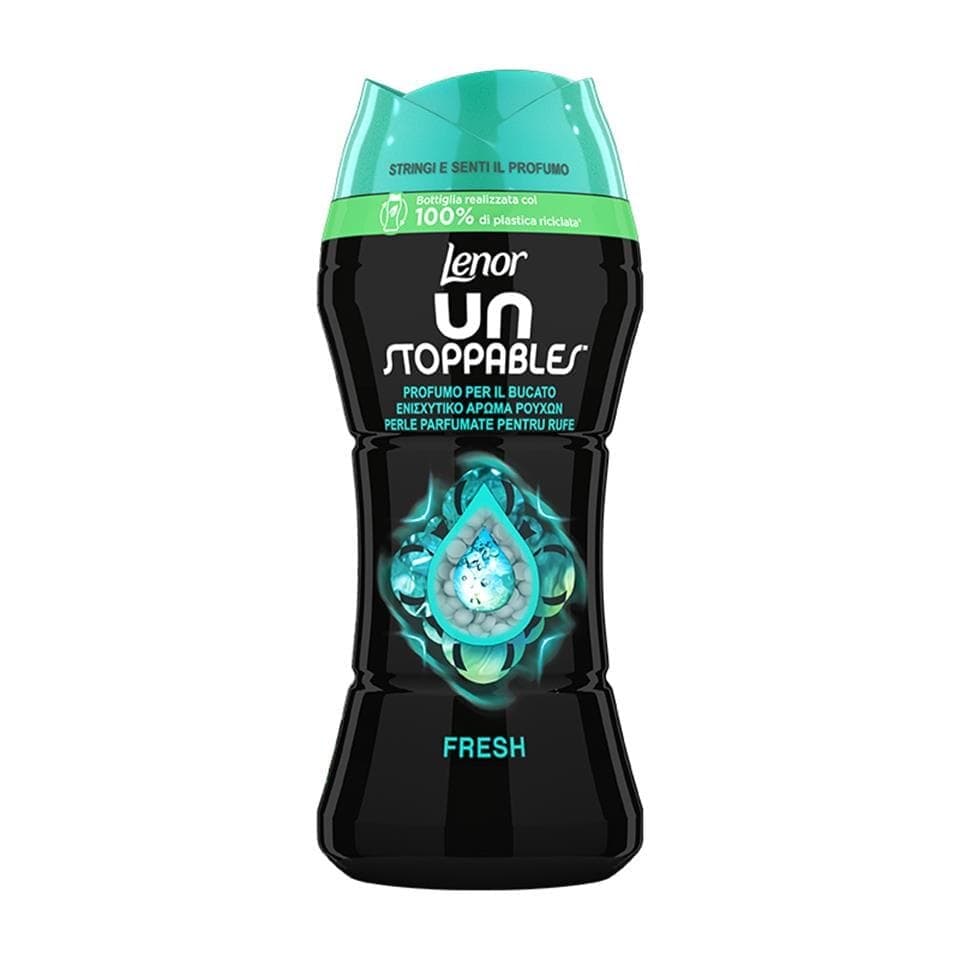 STRINGI E SENTI IL PROFUMO
Bottiglia realizzata col
100% di plastica riciclata*
Lenor
UN
STOPPABLES™
PROFUMO PER IL BUCATO
ΕΝΙΣΧΥΤΙΚΟ ΑΡΩΜΑ ΡΟΥΧΩΝ
PERLE PARFUMATE PENTRU RUFE
FRESH